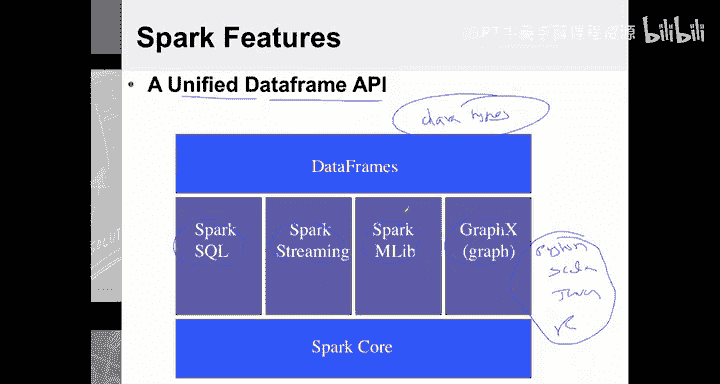 Spark Features
bilibili
• A Unified Dataframe API
data types
DataFrames
Spark SQL
Spark Streaming
Spark MLib
GraphX (graph)
python
scala
Java
R
Spark Core